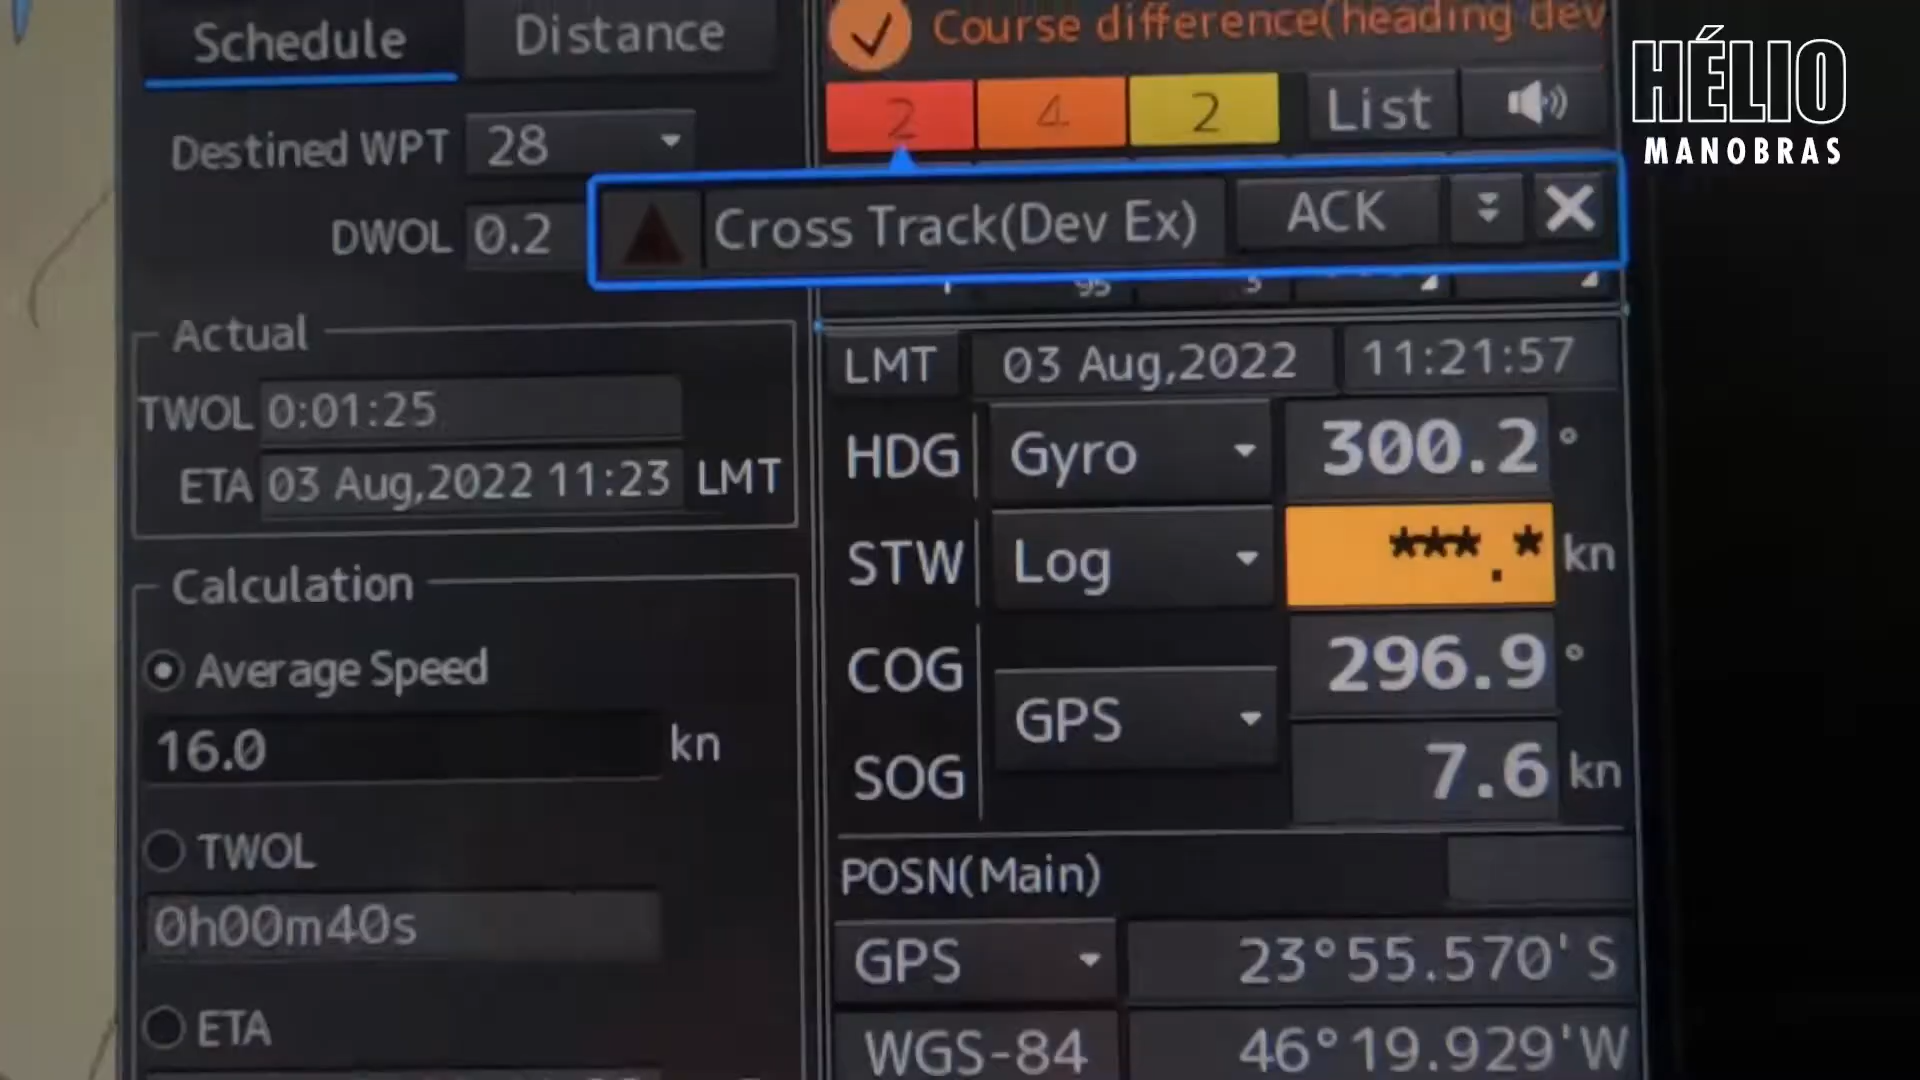 Schedule Distance
Course difference(heading dev
HÉLIO
MANOBRAS
2 4 2 List
Destined WPT 28
Cross Track(Dev Ex) ACK
DWOL 0.2
95 5
Actual
LMT 03 Aug,2022 11:21:57
TWOL 0:01:25
HDG Gyro 300.2 °
ETA 03 Aug,2022 11:23 LMT
STW Log ***.* kn
Calculation
COG 296.9 °
Average Speed
GPS
16.0 kn
SOG 7.6 kn
TWOL
POSN(Main)
0h00m40s
GPS 23°55.570'S
ETA
WGS-84 46°19.929'W